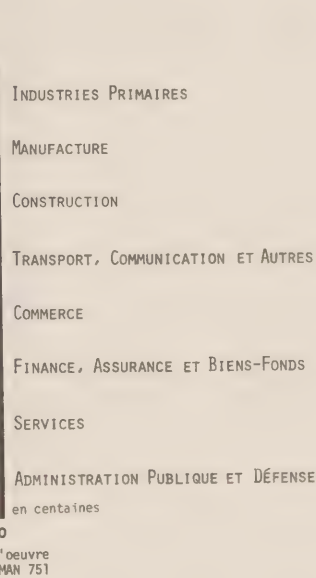 INDUSTRIES PRIMAIRES
MANUFACTURE
CONSTRUCTION
TRANSPORT, COMMUNICATION ET AUTRES
COMMERCE
FINANCE, ASSURANCE ET BIENS-FONDS
SERVICES
ADMINISTRATION PUBLIQUE ET DÉFENSE
en centaines
0
'oeuvre
MAN 751